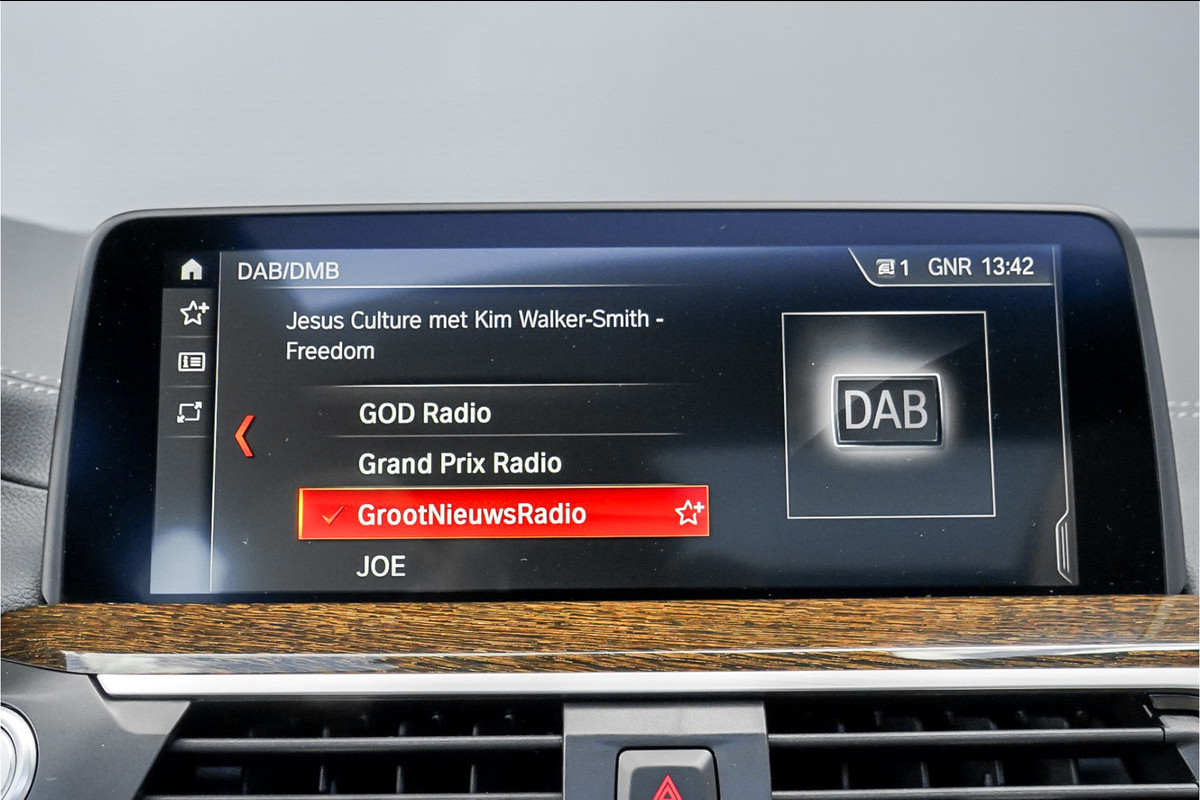 DAB/DMB
1 GNR 13:42
Jesus Culture met Kim Walker-Smith -
Freedom
GOD Radio
Grand Prix Radio
GrootNieuwsRadio
JOE
DAB